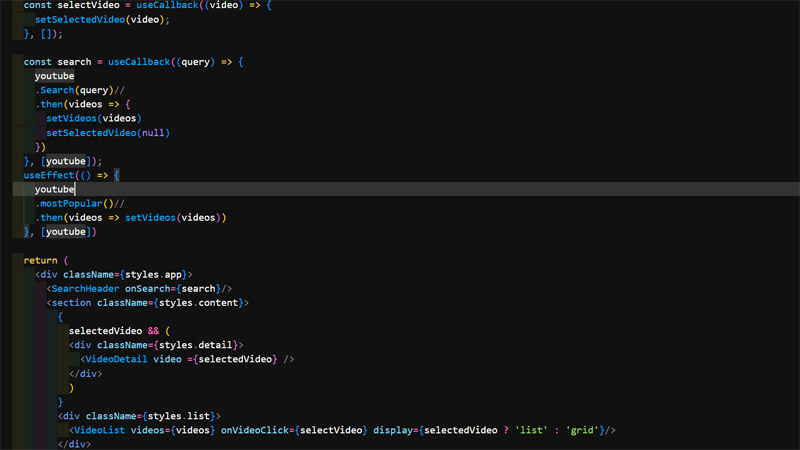 const selectVideo = useCallback((video) => {
setSelectedVideo(video);
}, []);
const search = useCallback((query) => {
youtube
.Search(query)//
.then(videos => {
setVideos(videos)
setSelectedVideo(null)
})
}, [youtube]);
useEffect(() => {
youtube
.mostPopular()//
.then(videos => setVideos(videos))
}, [youtube])
return (
<div className={styles.app}>
<SearchHeader onSearch={search}/>
<section className={styles.content}>
{
selectedVideo && (
<div className={styles.detail}>
<VideoDetail video ={selectedVideo} />
</div>
)
}
<div className={styles.list}>
<VideoList videos={videos} onVideoClick={selectVideo} display={selectedVideo ? 'list' : 'grid'}/>
</div>